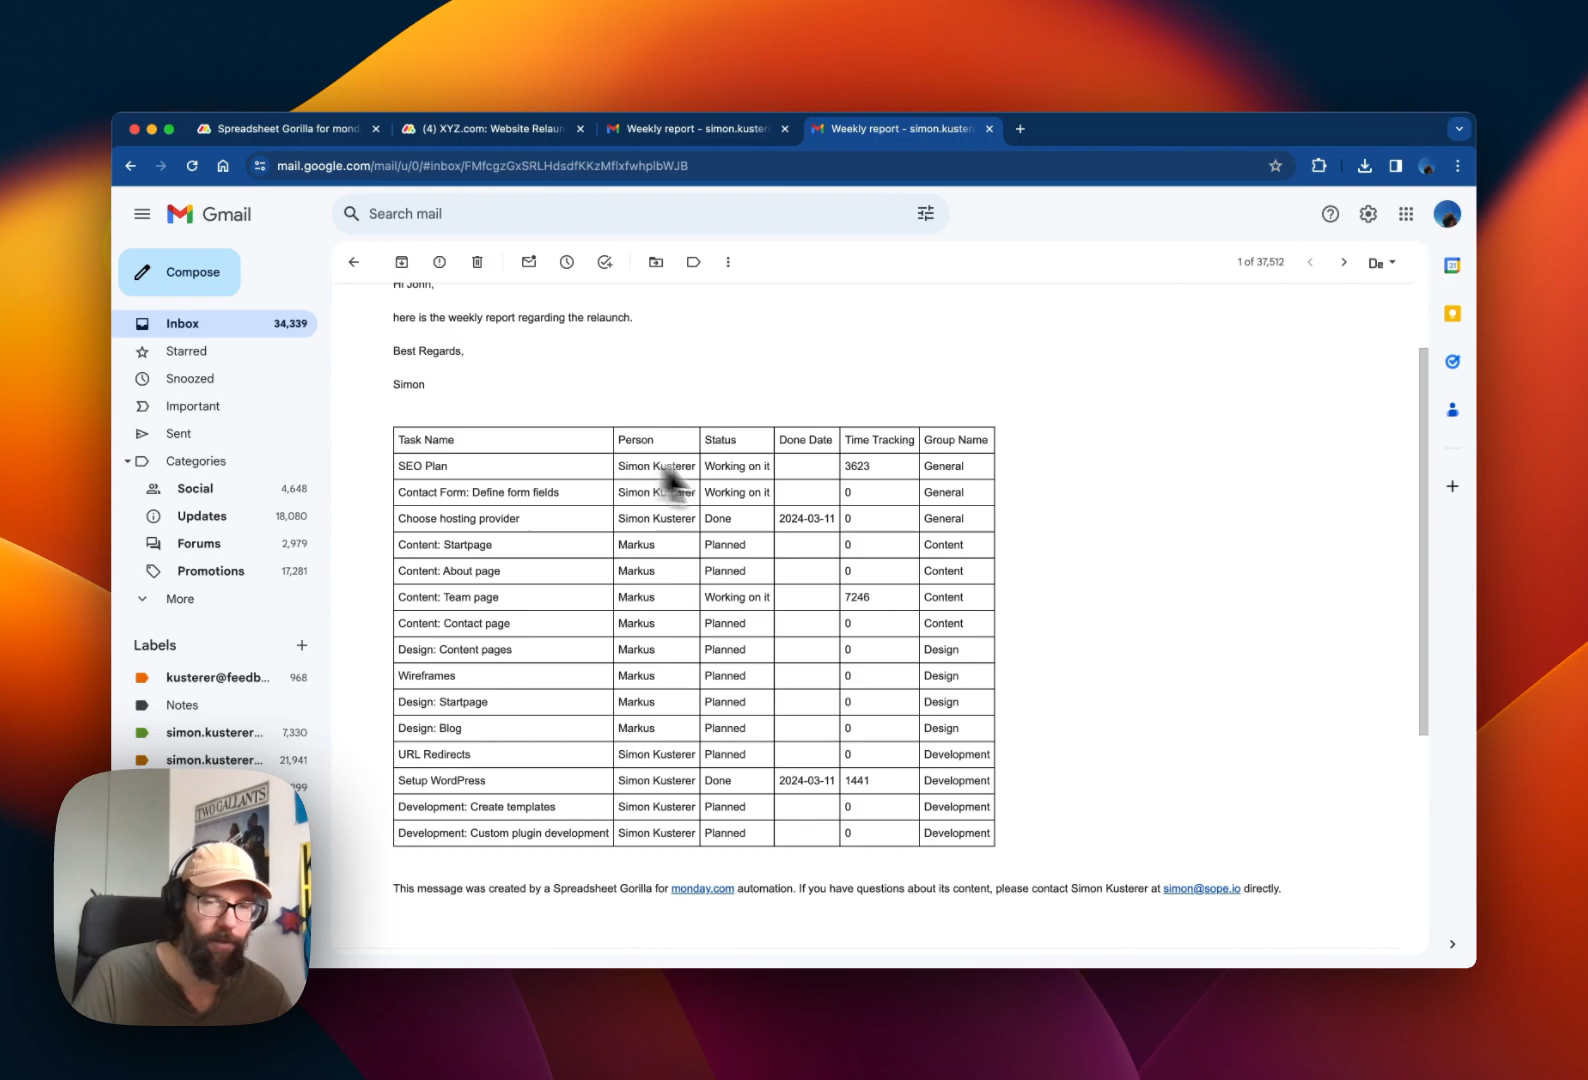 Spreadsheet Gorilla for mond
(4) XYZ.com: Website Relaun
Weekly report - simon.kuster
Weekly report - simon.kuster
mail.google.com/mail/u/0/#inbox/FMfcgzGxSRLHdsdfKKzMflxfwhplbWJB
Gmail
Search mail
Compose
1 of 37,512
De
31
Inbox 34,339
Starred
Snoozed
Important
Sent
Categories
Social 4,648
Updates 18,080
Forums 2,979
Promotions 17,281
More
Labels
kusterer@feedb... 968
Notes
simon.kusterer... 7,330
simon.kusterer... 21,941
Hi John,
here is the weekly report regarding the relaunch.
Best Regards,
Simon
Task Name Person Status Done Date Time Tracking Group Name
SEO Plan Simon Kusterer Working on it 3623 General
Contact Form: Define form fields Simon Kusterer Working on it 0 General
Choose hosting provider Simon Kusterer Done 2024-03-11 0 General
Content: Startpage Markus Planned 0 Content
Content: About page Markus Planned 0 Content
Content: Team page Markus Working on it 7246 Content
Content: Contact page Markus Planned 0 Content
Design: Content pages Markus Planned 0 Design
Wireframes Markus Planned 0 Design
Design: Startpage Markus Planned 0 Design
Design: Blog Markus Planned 0 Design
URL Redirects Simon Kusterer Planned 0 Development
Setup WordPress Simon Kusterer Done 2024-03-11 1441 Development
Development: Create templates Simon Kusterer Planned 0 Development
Development: Custom plugin development Simon Kusterer Planned 0 Development
This message was created by a Spreadsheet Gorilla for monday.com automation. If you have questions about its content, please contact Simon Kusterer at simon@sope.io directly.
TWO GALLANTS